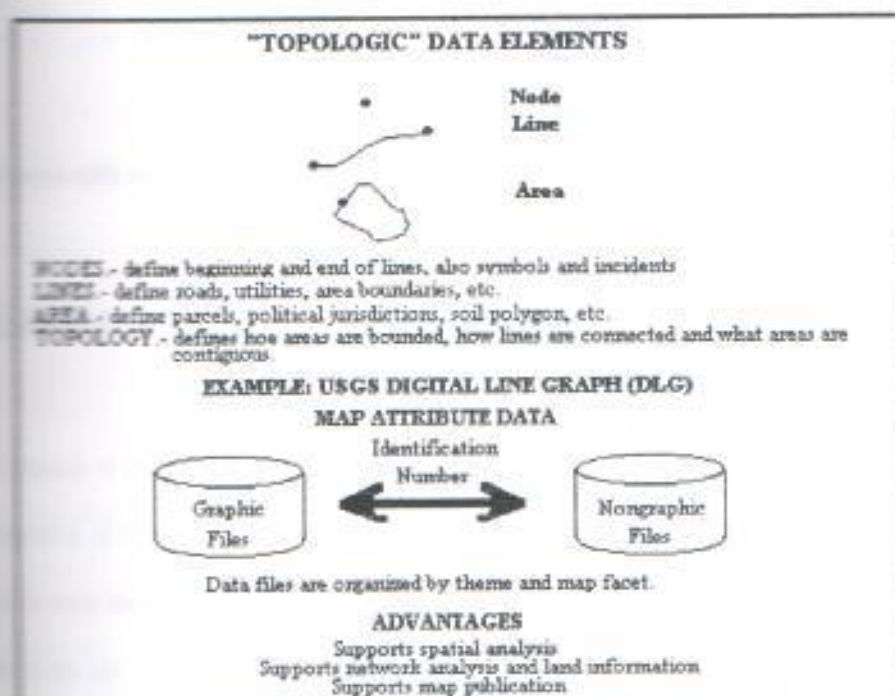 "TOPOLOGIC" DATA ELEMENTS
Node
Line
Area
NODES.- define beginning and end of lines, also symbols and incidents
LINES.- define roads, utilities, area boundaries, etc.
AREA.- define parcels, political jurisdictions, soil polygon, etc.
TOPOLOGY.- defines hoe areas are bounded, how lines are connected and what areas are
contiguous.
EXAMPLE: USGS DIGITAL LINE GRAPH (DLG)
MAP ATTRIBUTE DATA
Identification
Number
Graphic
Files
Nongraphic
Files
Data files are organized by theme and map facet.
ADVANTAGES
Supports spatial analysis
Supports network analysis and land information
Supports map publication